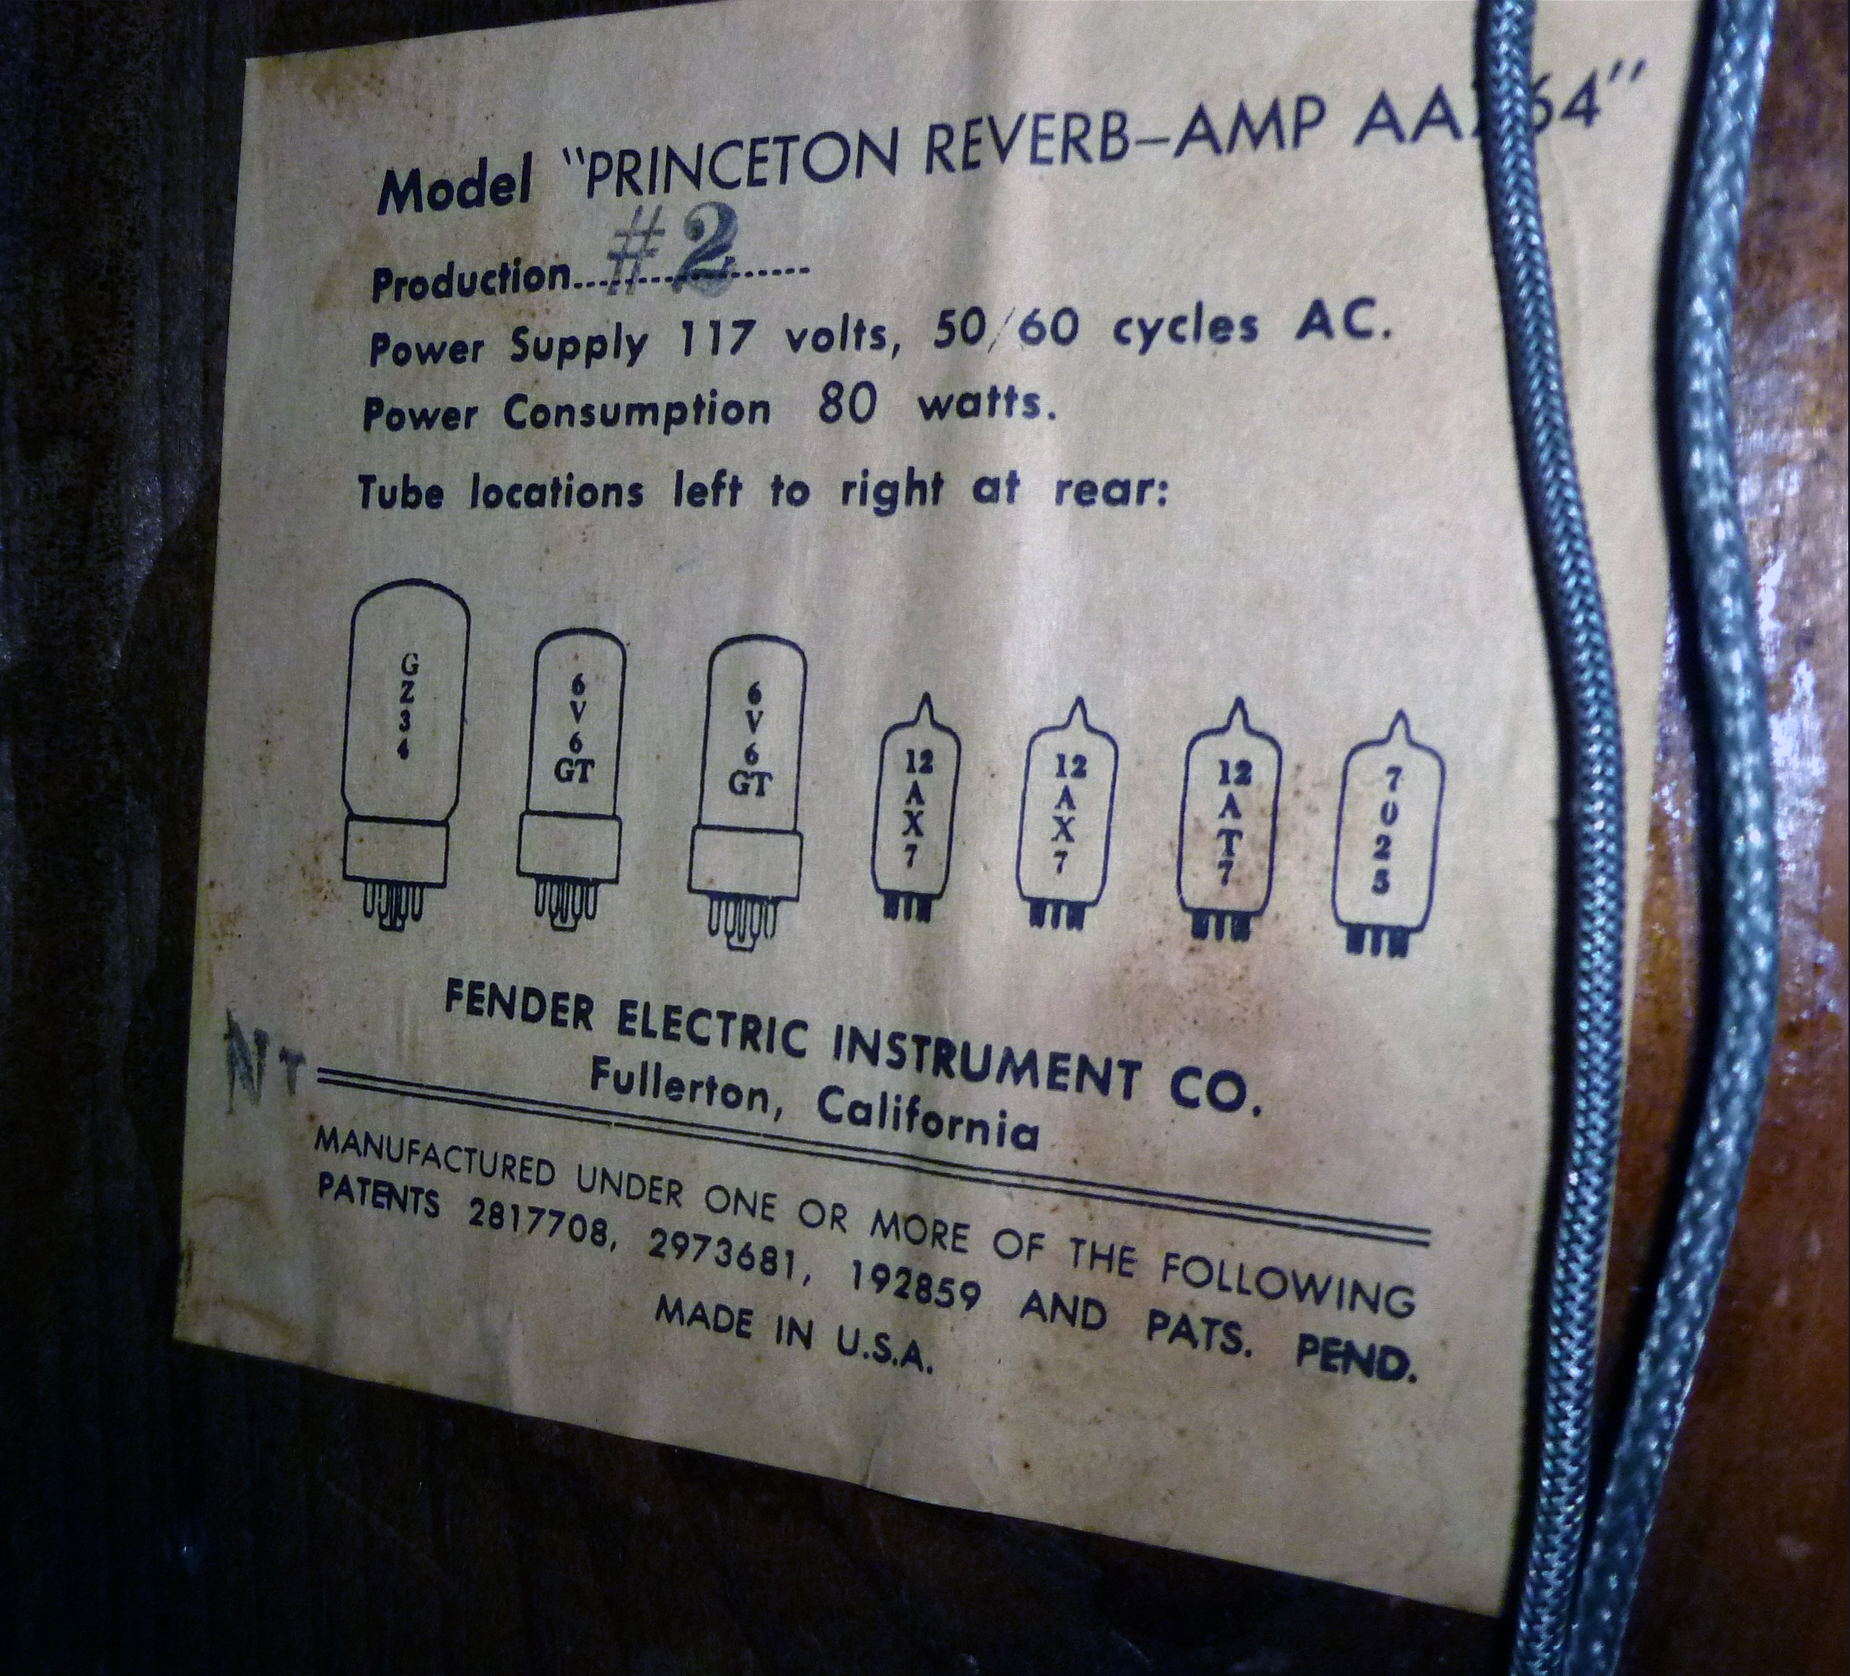 Model "PRINCETON REVERB–AMP
#2
Production..................
Power Supply 117 volts, 50/60 cycles AC.
Power Consumption 80 watts.
Tube locations left to right at rear:
GZ34 6V6GT 6V6GT 12AX7 12AX7 12AT7 7025
FENDER ELECTRIC INSTRUMENT CO.
Fullerton, California
NT
MANUFACTURED UNDER ONE OR MORE OF THE FOLLOWING
PATENTS 2817708, 2973681, 192859 AND PATS. PEND.
MADE IN U.S.A.